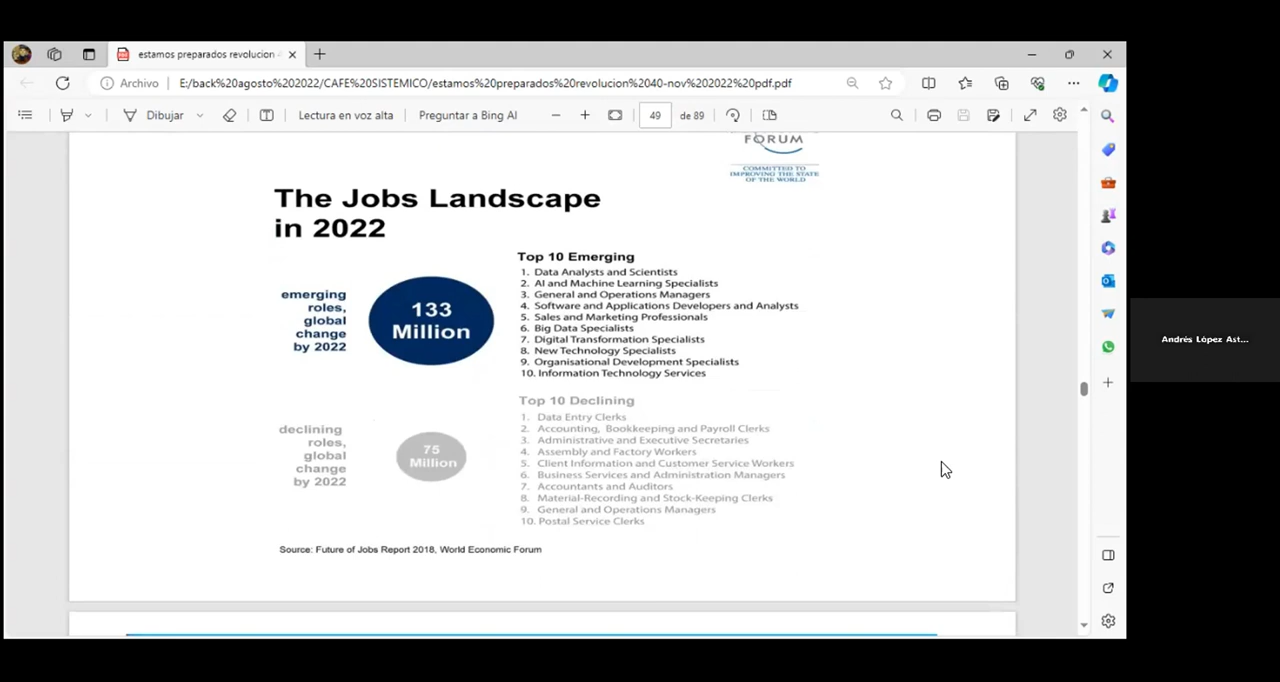 estamos preparados revolucion 4
Archivo
E:/back%20agosto%202022/CAFE%20SISTEMICO/estamos%20preparados%20revolucion%2040-nov%202022%20pdf.pdf
Dibujar
Lectura en voz alta
Preguntar a Bing AI
49 de 89
FORUM
COMMITTED TO
IMPROVING THE STATE
OF THE WORLD
The Jobs Landscape
in 2022
emerging
roles,
global
change
by 2022
133
Million
Top 10 Emerging
1. Data Analysts and Scientists
2. AI and Machine Learning Specialists
3. General and Operations Managers
4. Software and Applications Developers and Analysts
5. Sales and Marketing Professionals
6. Big Data Specialists
7. Digital Transformation Specialists
8. New Technology Specialists
9. Organisational Development Specialists
10. Information Technology Services
declining
roles,
global
change
by 2022
75
Million
Top 10 Declining
1. Data Entry Clerks
2. Accounting, Bookkeeping and Payroll Clerks
3. Administrative and Executive Secretaries
4. Assembly and Factory Workers
5. Client Information and Customer Service Workers
6. Business Services and Administration Managers
7. Accountants and Auditors
8. Material-Recording and Stock-Keeping Clerks
9. General and Operations Managers
10. Postal Service Clerks
Source: Future of Jobs Report 2018, World Economic Forum
Andrés López Ast...